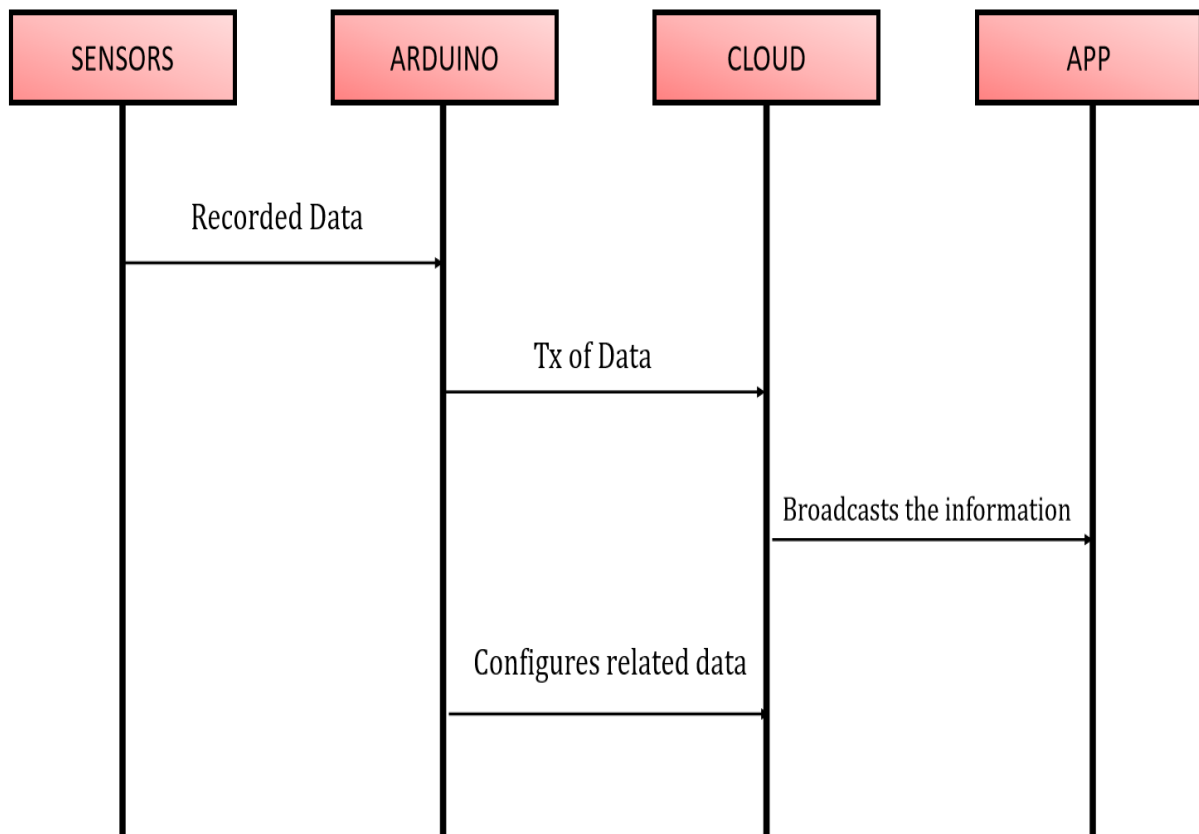 SENSORS
ARDUINO
CLOUD
APP
Recorded Data
Tx of Data
Broadcasts the information
Configures related data